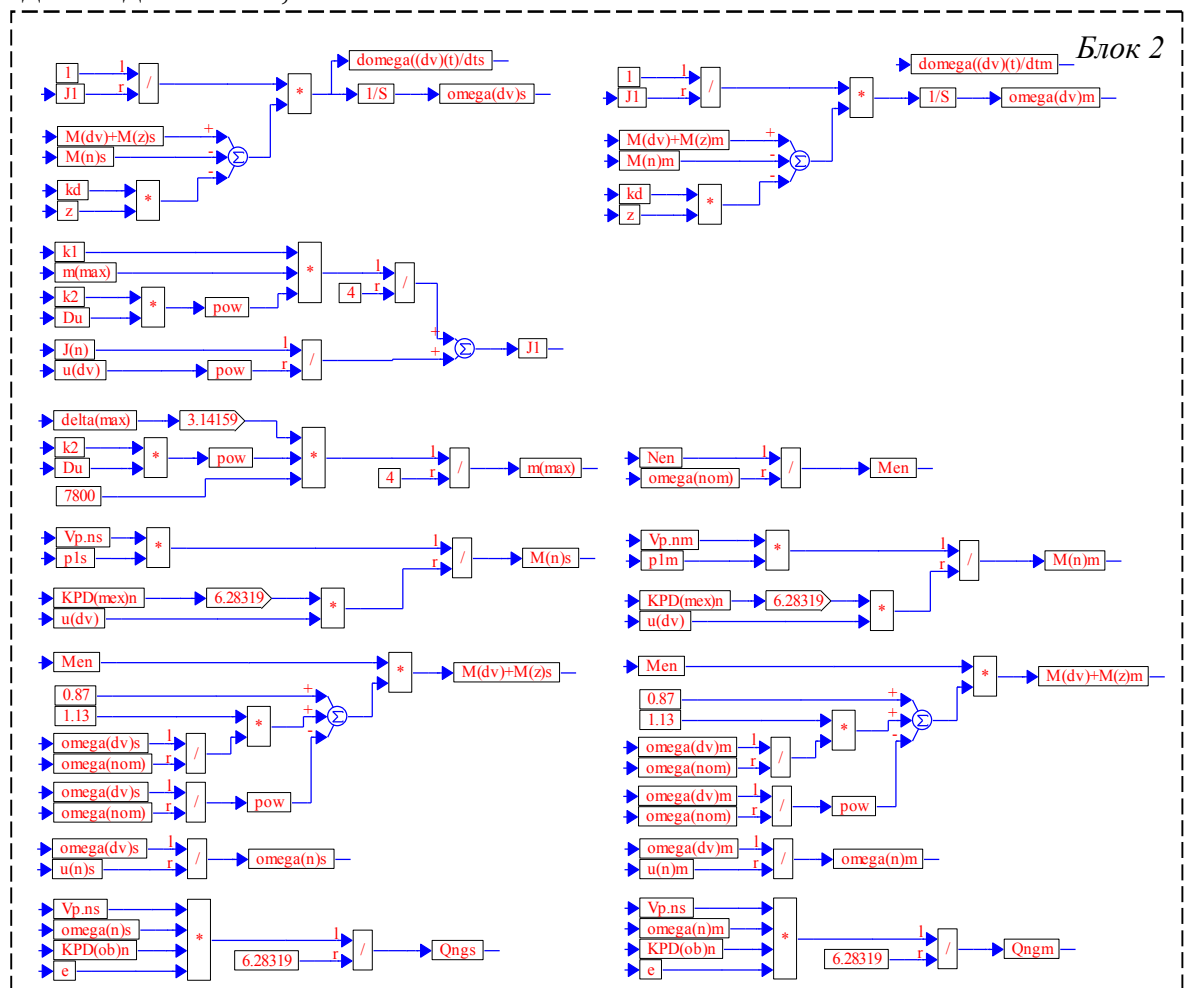 Блок 2
1 l / * domega((dv)(t)/dts
J1 r 1/S omega(dv)s
M(dv)+M(z)s + Σ
M(n)s -
kd * -
z
1 l / * domega((dv)(t)/dtm
J1 r 1/S omega(dv)m
M(dv)+M(z)m + Σ
M(n)m -
kd * -
z
k1 * l /
m(max) 4 r
k2 * pow
Du
+ Σ J1
J(n) l / +
u(dv) pow r
delta(max) 3.14159 *
k2 * pow l / m(max)
Du 4 r
7800
Nen l / Men
omega(nom) r
Vp.ns * l / M(n)s
p1s r
KPD(mex)n 6.28319 *
u(dv)
Vp.nm * l / M(n)m
p1m r
KPD(mex)n 6.28319 *
u(dv)
Men * M(dv)+M(z)s
0.87 + Σ
1.13 * +
omega(dv)s l / -
omega(nom) r
omega(dv)s l / pow
omega(nom) r
Men * M(dv)+M(z)m
0.87 + Σ
1.13 * +
omega(dv)m l / -
omega(nom) r
omega(dv)m l / pow
omega(nom) r
omega(dv)s l / omega(n)s
u(n)s r
omega(dv)m l / omega(n)m
u(n)m r
Vp.ns *
omega(n)s
KPD(ob)n l / Qngs
e 6.28319 r
Vp.ns *
omega(n)m
KPD(ob)n l / Qngm
e 6.28319 r